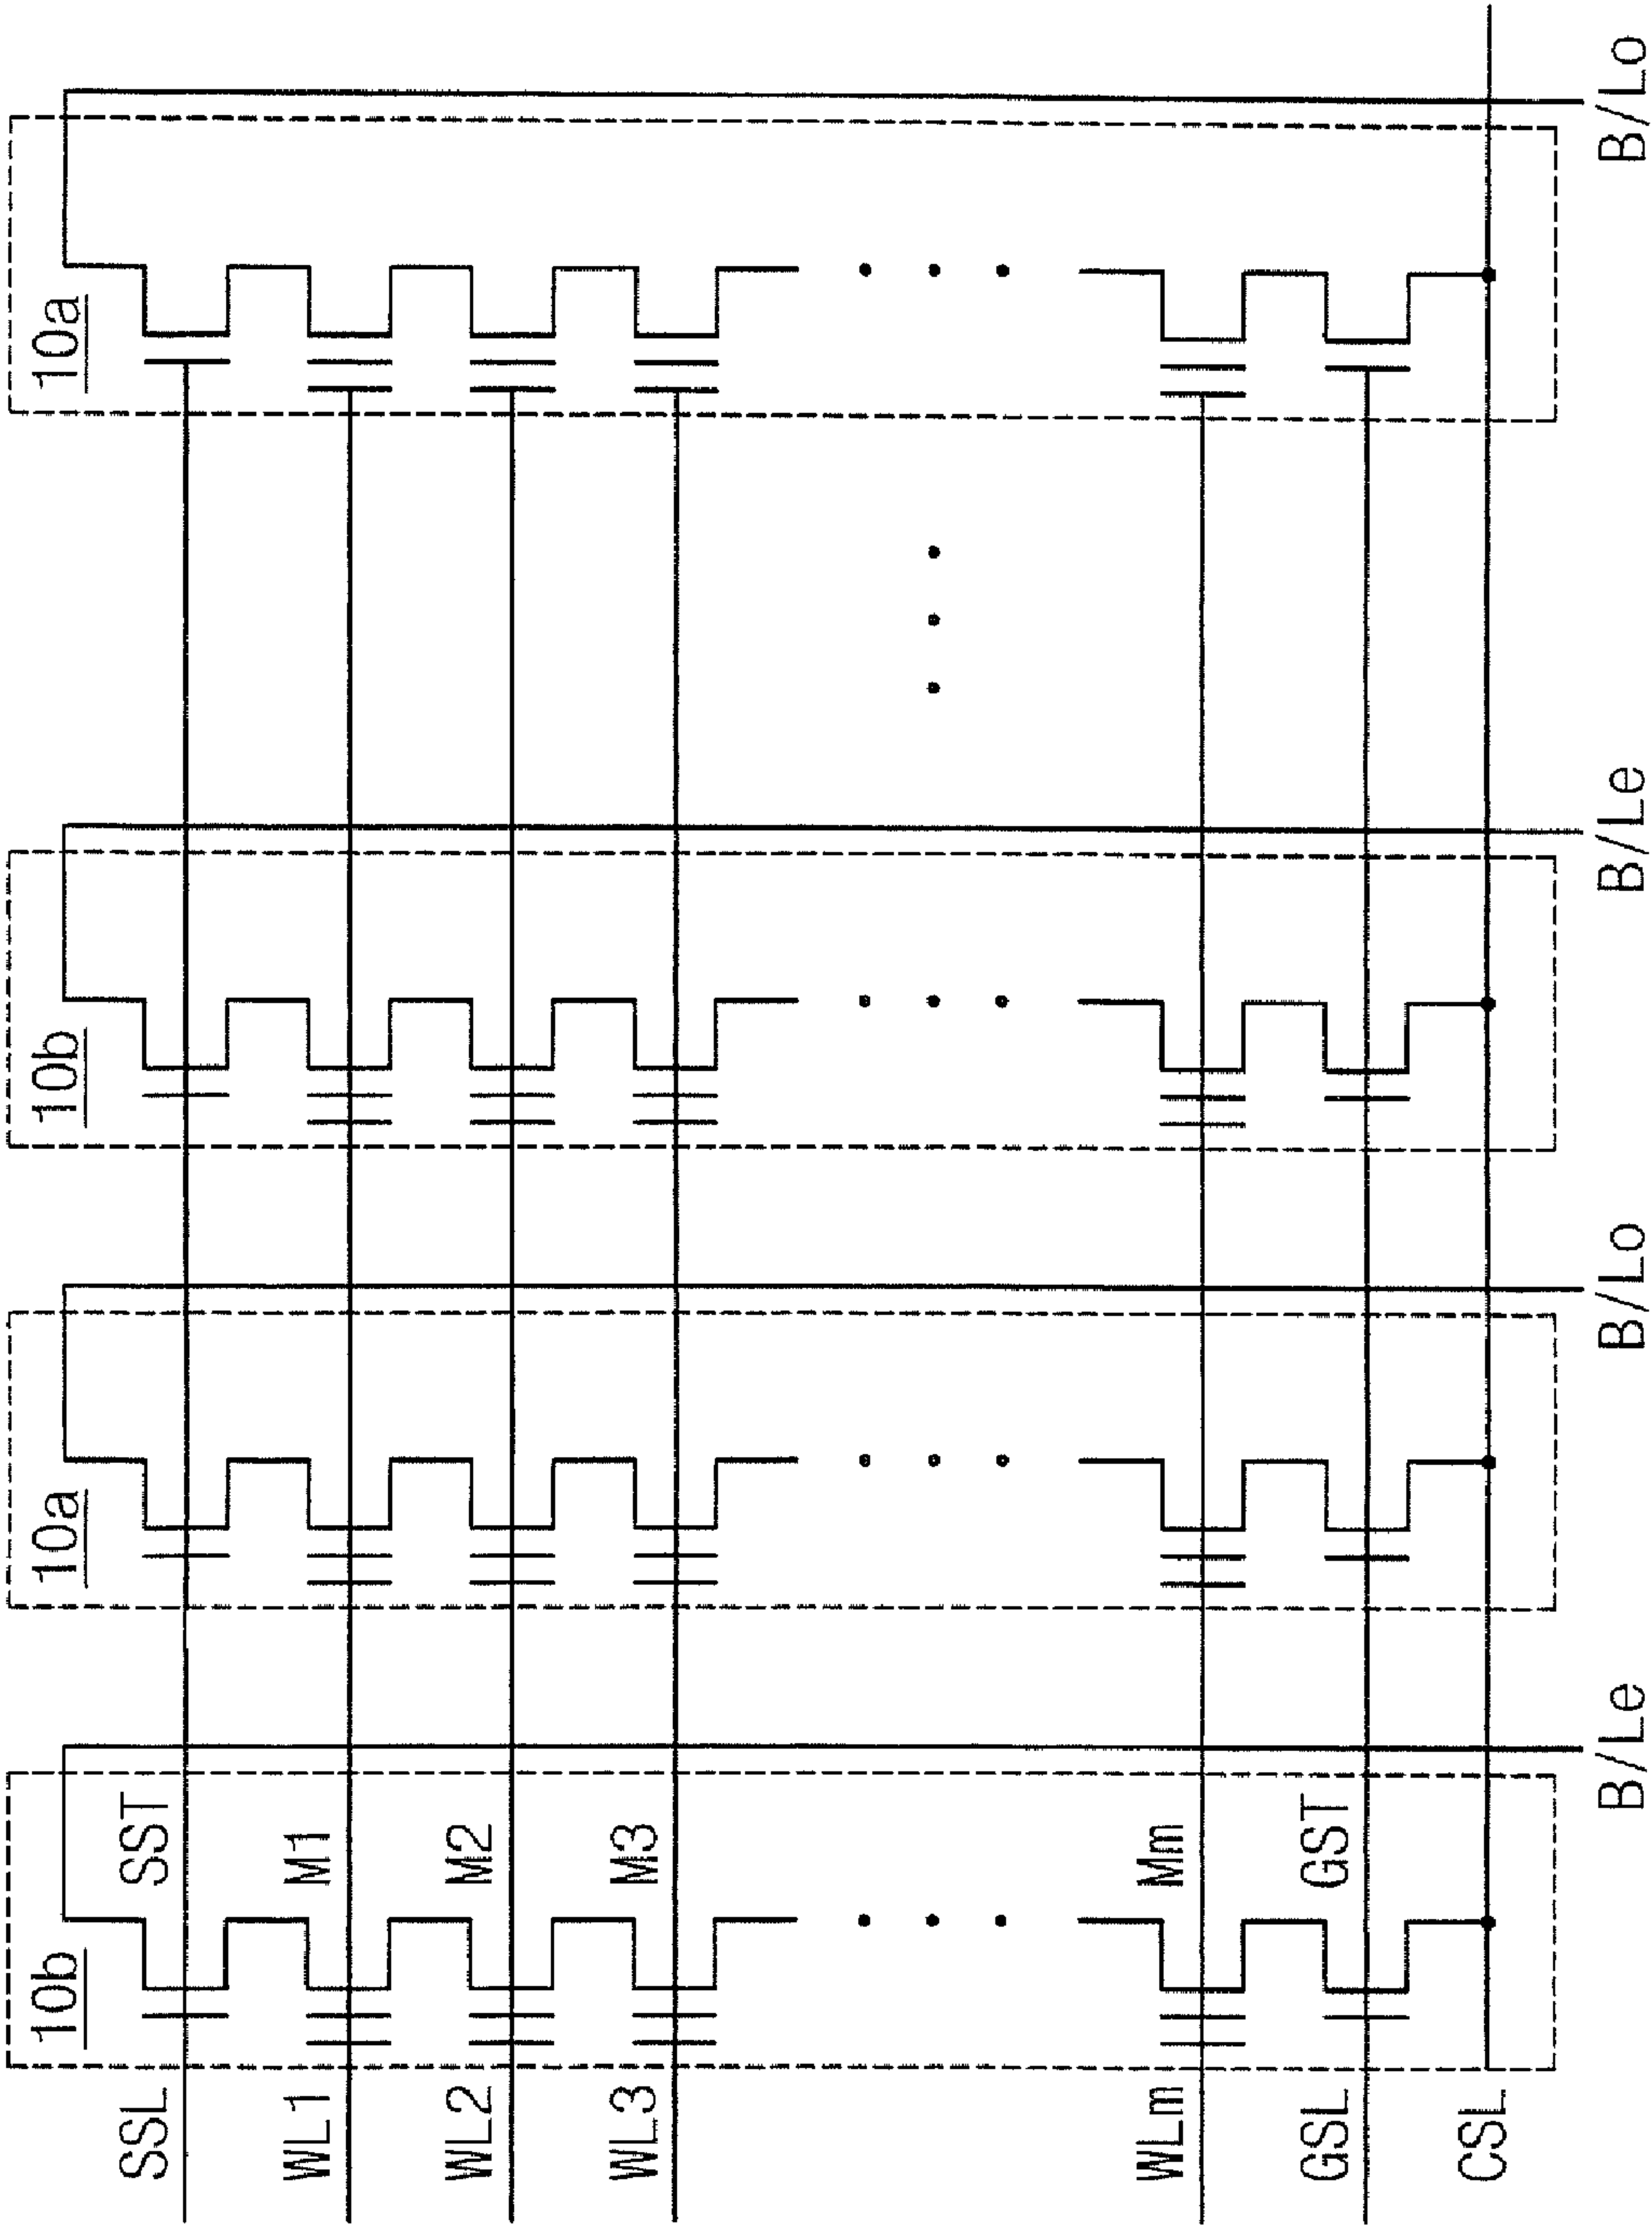 10b
10a
10b
10a
SSL
SST
WL1
M1
WL2
M2
WL3
M3
WLm
Mm
GSL
GST
CSL
B/Le
B/Lo
B/Le
B/Lo